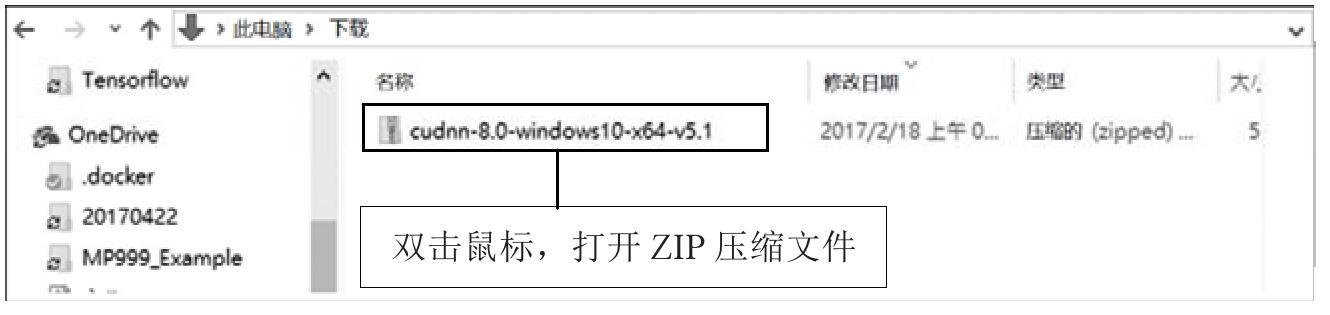 此电脑 › 下载
Tensorflow
OneDrive
.docker
20170422
MP999_Example
名称 修改日期 类型
cudnn-8.0-windows10-x64-v5.1 2017/2/18 上午 0... 压缩的 (zipped) ... 5
双击鼠标，打开 ZIP 压缩文件